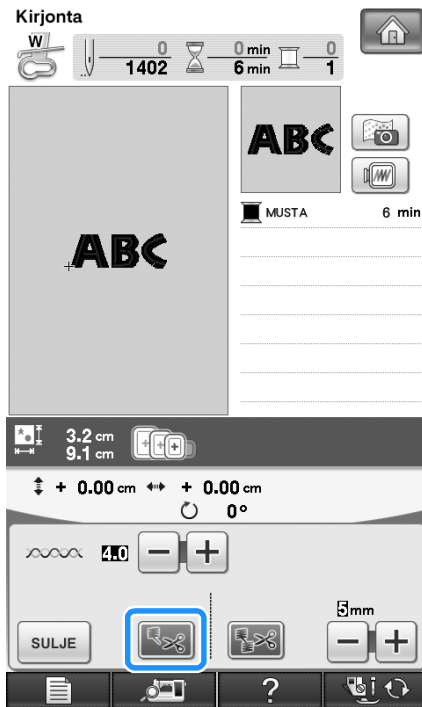 Kirjonta
W
0 0 min 0
1402 6 min 1
ABC
MUSTA 6 min
ABC
3.2 cm
9.1 cm
+ 0.00 cm + 0.00 cm
0°
4.0 − +
5mm
SULJE − +
?